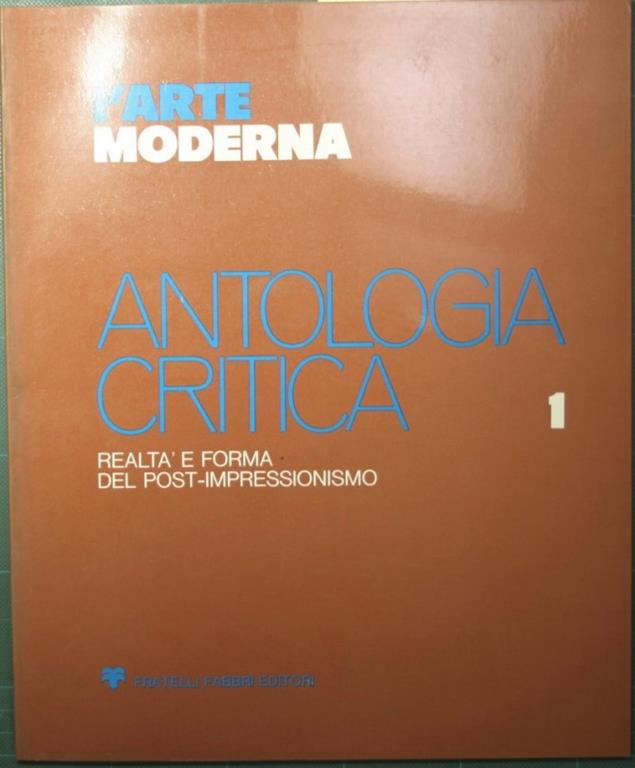 L'ARTE
MODERNA
ANTOLOGIA
CRITICA
1
REALTA' E FORMA
DEL POST-IMPRESSIONISMO
FRATELLI FABBRI EDITORI